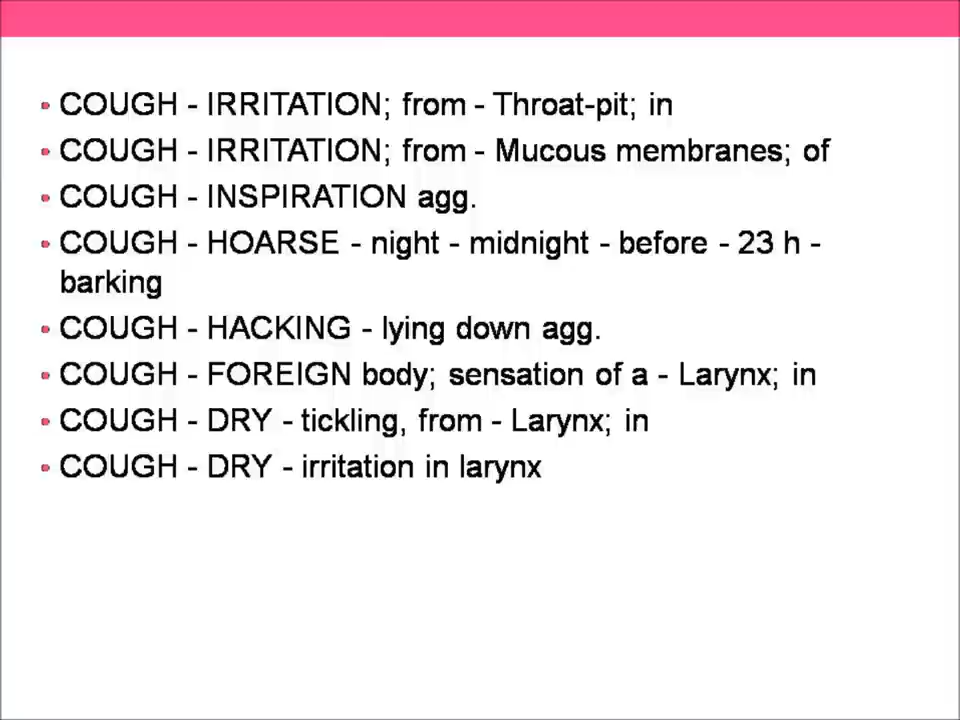 • COUGH - IRRITATION; from - Throat-pit; in
• COUGH - IRRITATION; from - Mucous membranes; of
• COUGH - INSPIRATION agg.
• COUGH - HOARSE - night - midnight - before - 23 h -
barking
• COUGH - HACKING - lying down agg.
• COUGH - FOREIGN body; sensation of a - Larynx; in
• COUGH - DRY - tickling, from - Larynx; in
• COUGH - DRY - irritation in larynx